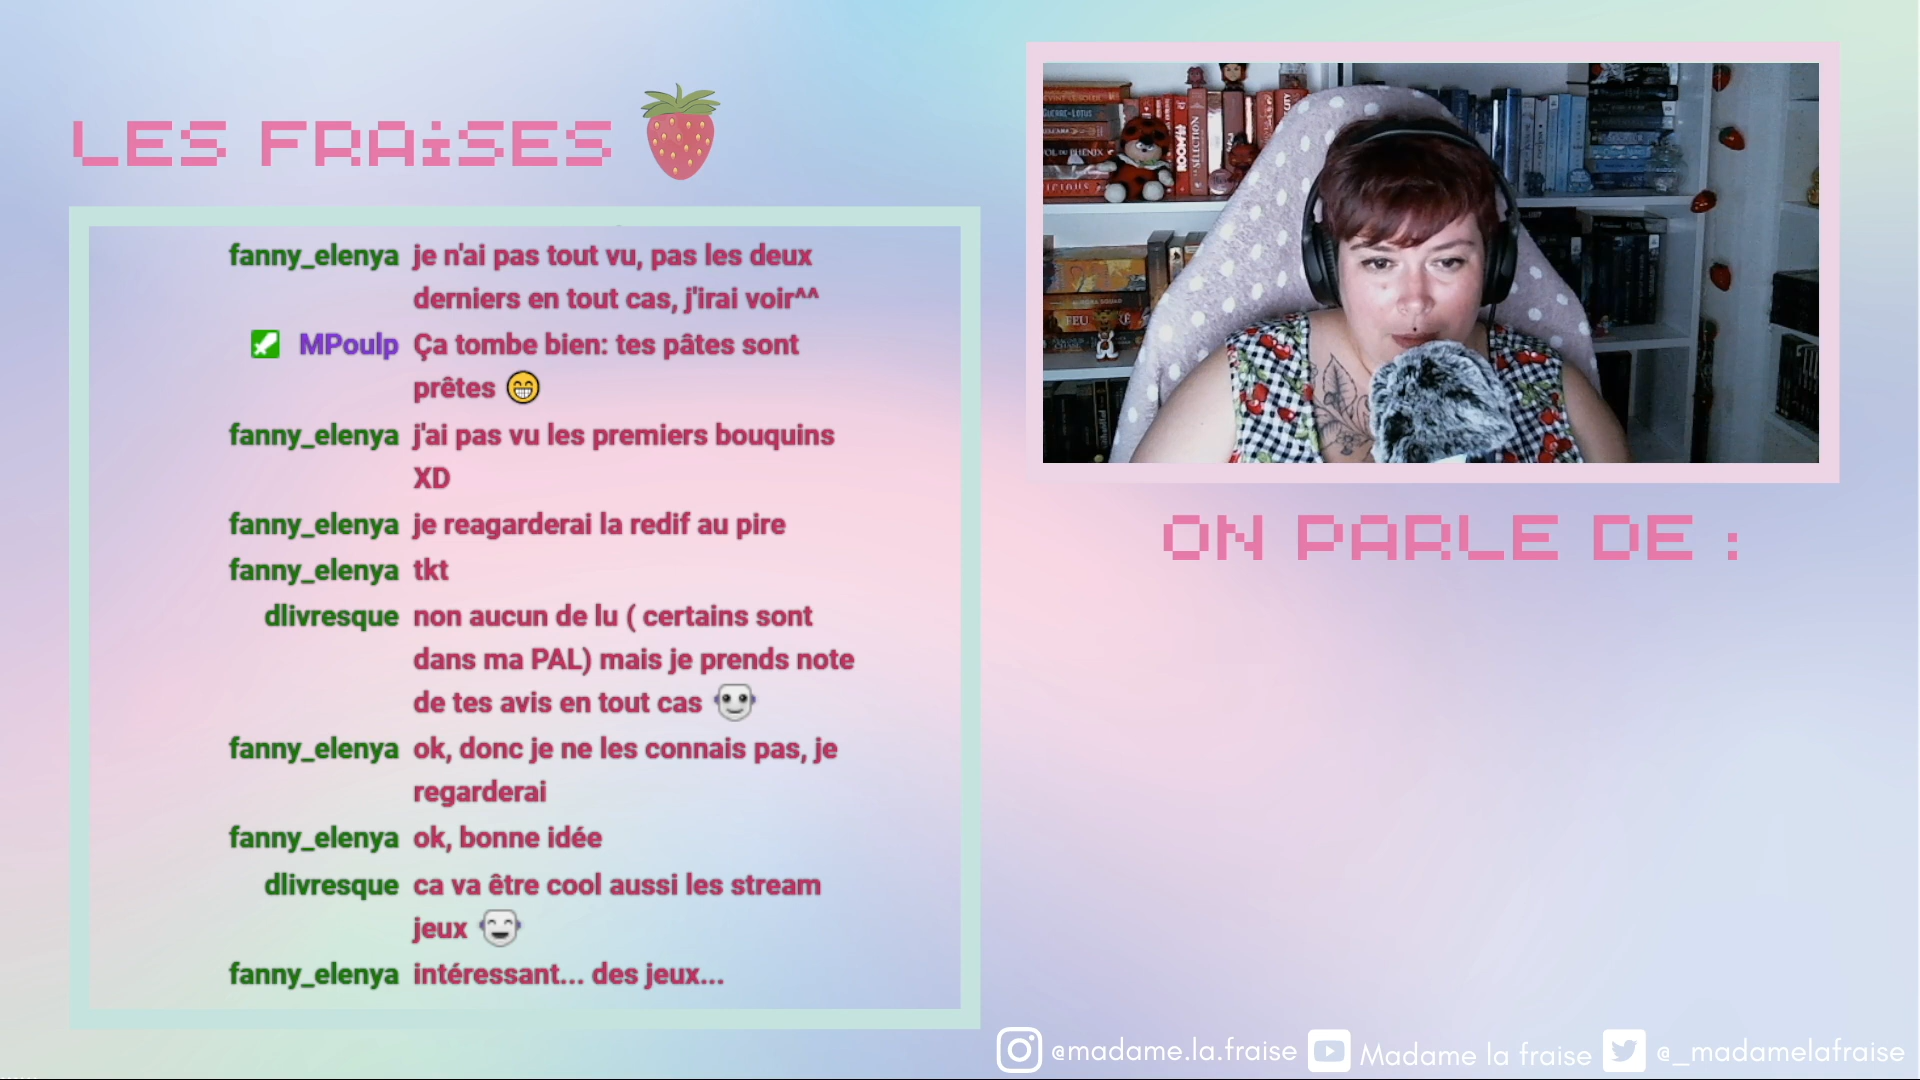 LES FRAiSES
fanny_elenya je n'ai pas tout vu, pas les deux
derniers en tout cas, j'irai voir^^
MPoulp Ça tombe bien: tes pâtes sont
prêtes
fanny_elenya j'ai pas vu les premiers bouquins
XD
fanny_elenya je reagarderai la redif au pire
fanny_elenya tkt
dlivresque non aucun de lu ( certains sont
dans ma PAL) mais je prends note
de tes avis en tout cas
fanny_elenya ok, donc je ne les connais pas, je
regarderai
fanny_elenya ok, bonne idée
dlivresque ca va être cool aussi les stream
jeux
fanny_elenya intéressant... des jeux...
SÉLECTION
FEU
ON PARLE DE :
@madame.la.fraise Madame la fraise @_madamelafraise